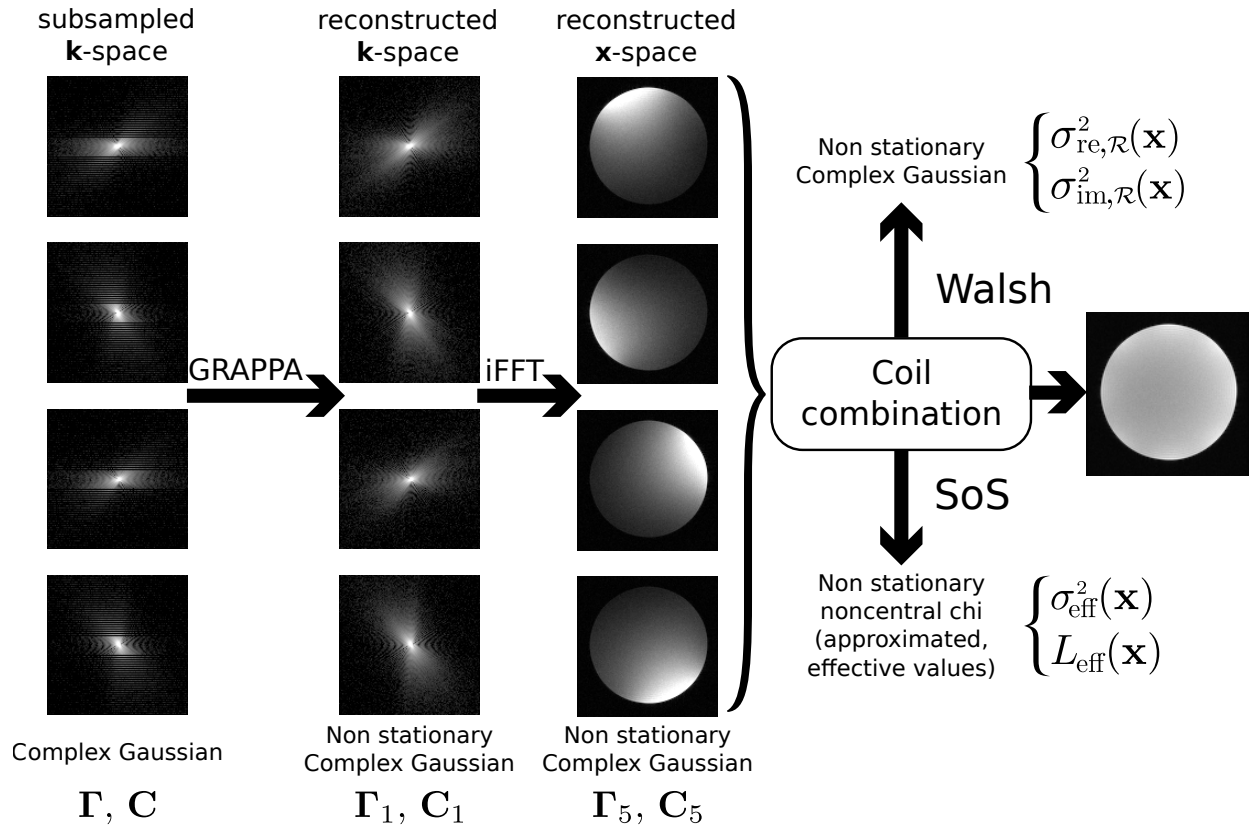 subsampled
k-space
reconstructed
k-space
reconstructed
x-space
GRAPPA
iFFT
Complex Gaussian
Γ, C
Non stationary
Complex Gaussian
Γ₁, C₁
Non stationary
Complex Gaussian
Γ₅, C₅
Non stationary
Complex Gaussian
σ²re,ℛ(x)
σ²im,ℛ(x)
Walsh
Coil
combination
SoS
Non stationary
noncentral chi
(approximated,
effective values)
σ²eff(x)
Leff(x)